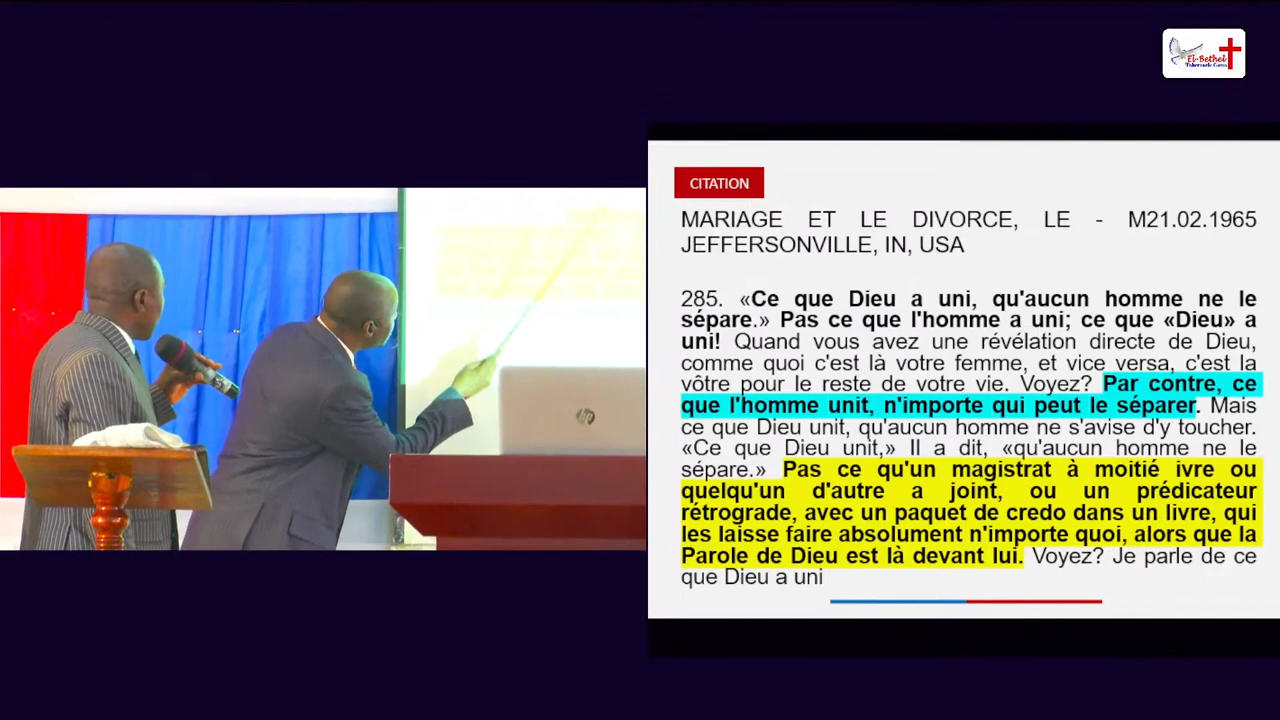 El-Bethel
CITATION
MARIAGE ET LE DIVORCE, LE - M21.02.1965
JEFFERSONVILLE, IN, USA
285. «Ce que Dieu a uni, qu'aucun homme ne le
sépare.» Pas ce que l'homme a uni; ce que «Dieu» a
uni! Quand vous avez une révélation directe de Dieu,
comme quoi c'est là votre femme, et vice versa, c'est la
vôtre pour le reste de votre vie. Voyez? Par contre, ce
que l'homme unit, n'importe qui peut le séparer. Mais
ce que Dieu unit, qu'aucun homme ne s'avise d'y toucher.
«Ce que Dieu unit,» Il a dit, «qu'aucun homme ne le
sépare.» Pas ce qu'un magistrat à moitié ivre ou
quelqu'un d'autre a joint, ou un prédicateur
rétrograde, avec un paquet de credo dans un livre, qui
les laisse faire absolument n'importe quoi, alors que la
Parole de Dieu est là devant lui. Voyez? Je parle de ce
que Dieu a uni
hp